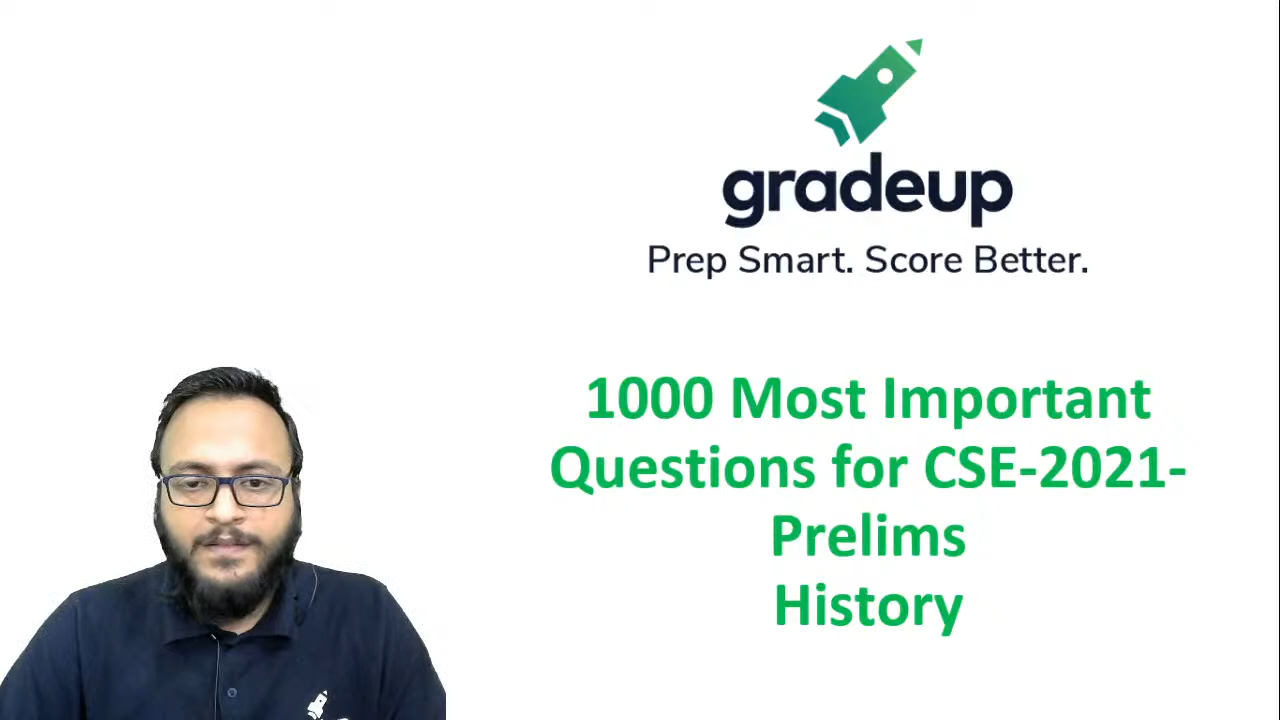 gradeup
Prep Smart. Score Better.
1000 Most Important
Questions for CSE-2021-
Prelims
History